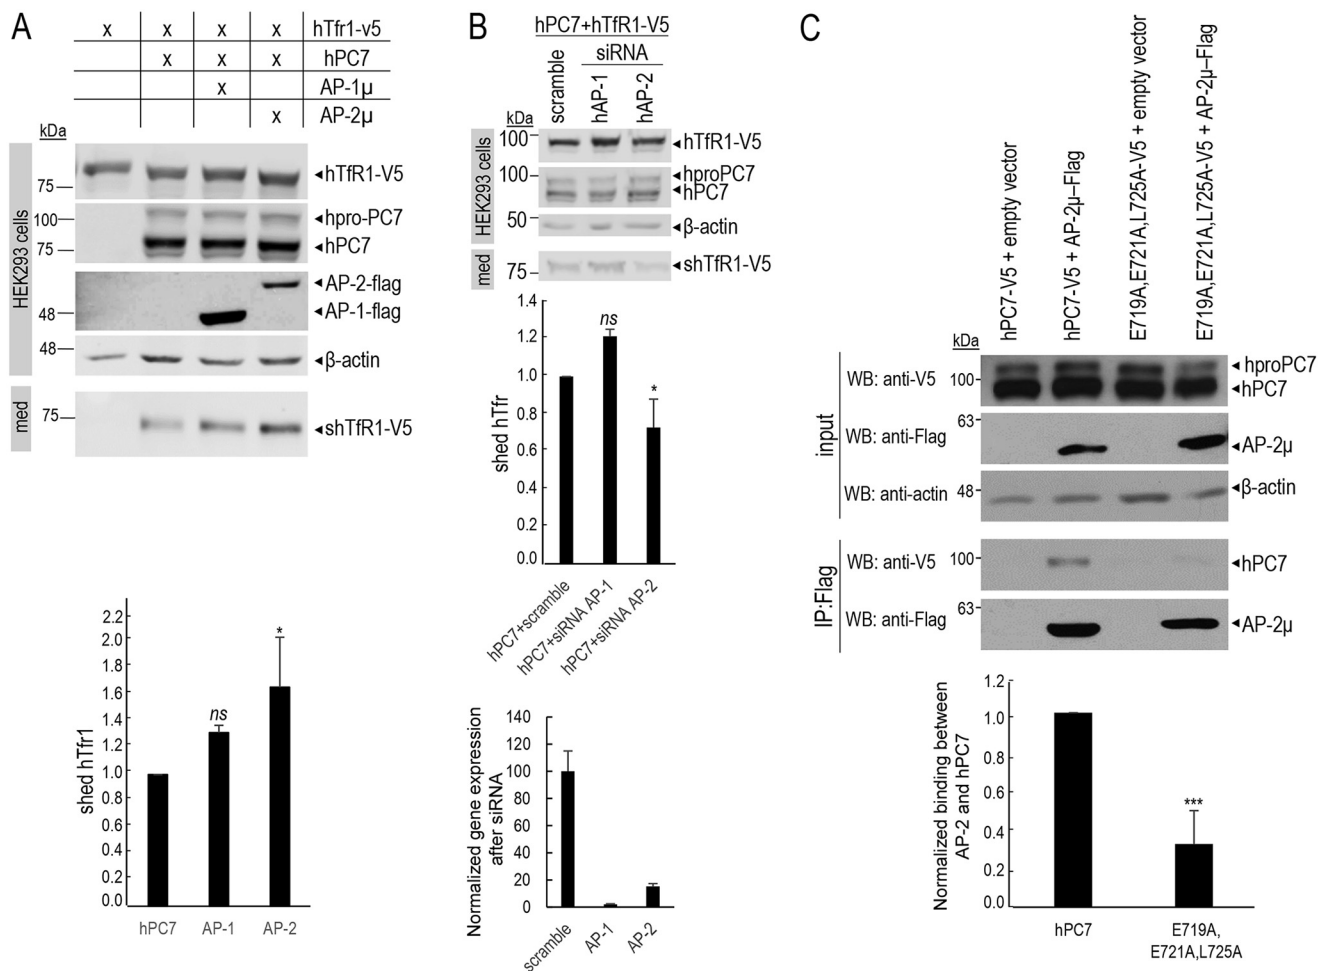 A
x x x x hTfr1-v5
x x x hPC7
x AP-1µ
x AP-2µ
kDa
HEK293 cells
75
hTfR1-V5
100
75
hpro-PC7
hPC7
48
AP-2-flag
AP-1-flag
48
β-actin
med
75
shTfR1-V5
shed hTfr1
2.2
2.0
1.8
1.6
1.4
1.2
1.0
0.8
0.6
0.4
0.2
0.0
ns
*
hPC7 AP-1 AP-2
B
hPC7+hTfR1-V5
siRNA
scramble
hAP-1
hAP-2
kDa
HEK293 cells
100
hTfR1-V5
100
hproPC7
hPC7
50
β-actin
med
75
shTfR1-V5
shed hTfr
1.4
1.2
1.0
0.8
0.6
0.4
0.2
0.0
ns
*
hPC7+scramble
hPC7+siRNA AP-1
hPC7+siRNA AP-2
Normalized gene expression
after siRNA
140
120
100
80
60
40
20
0
scramble
AP-1
AP-2
C
hPC7-V5 + empty vector
hPC7-V5 + AP-2µ–Flag
E719A,E721A,L725A-V5 + empty vector
E719A,E721A,L725A-V5 + AP-2µ–Flag
kDa
input
WB: anti-V5
100
hproPC7
hPC7
63
WB: anti-Flag
AP-2µ
WB: anti-actin
48
β-actin
IP:Flag
WB: anti-V5
100
hPC7
63
WB: anti-Flag
AP-2µ
Normalized binding between
AP-2 and hPC7
1.2
1.0
0.8
0.6
0.4
0.2
0.0
***
hPC7
E719A,
E721A,L725A